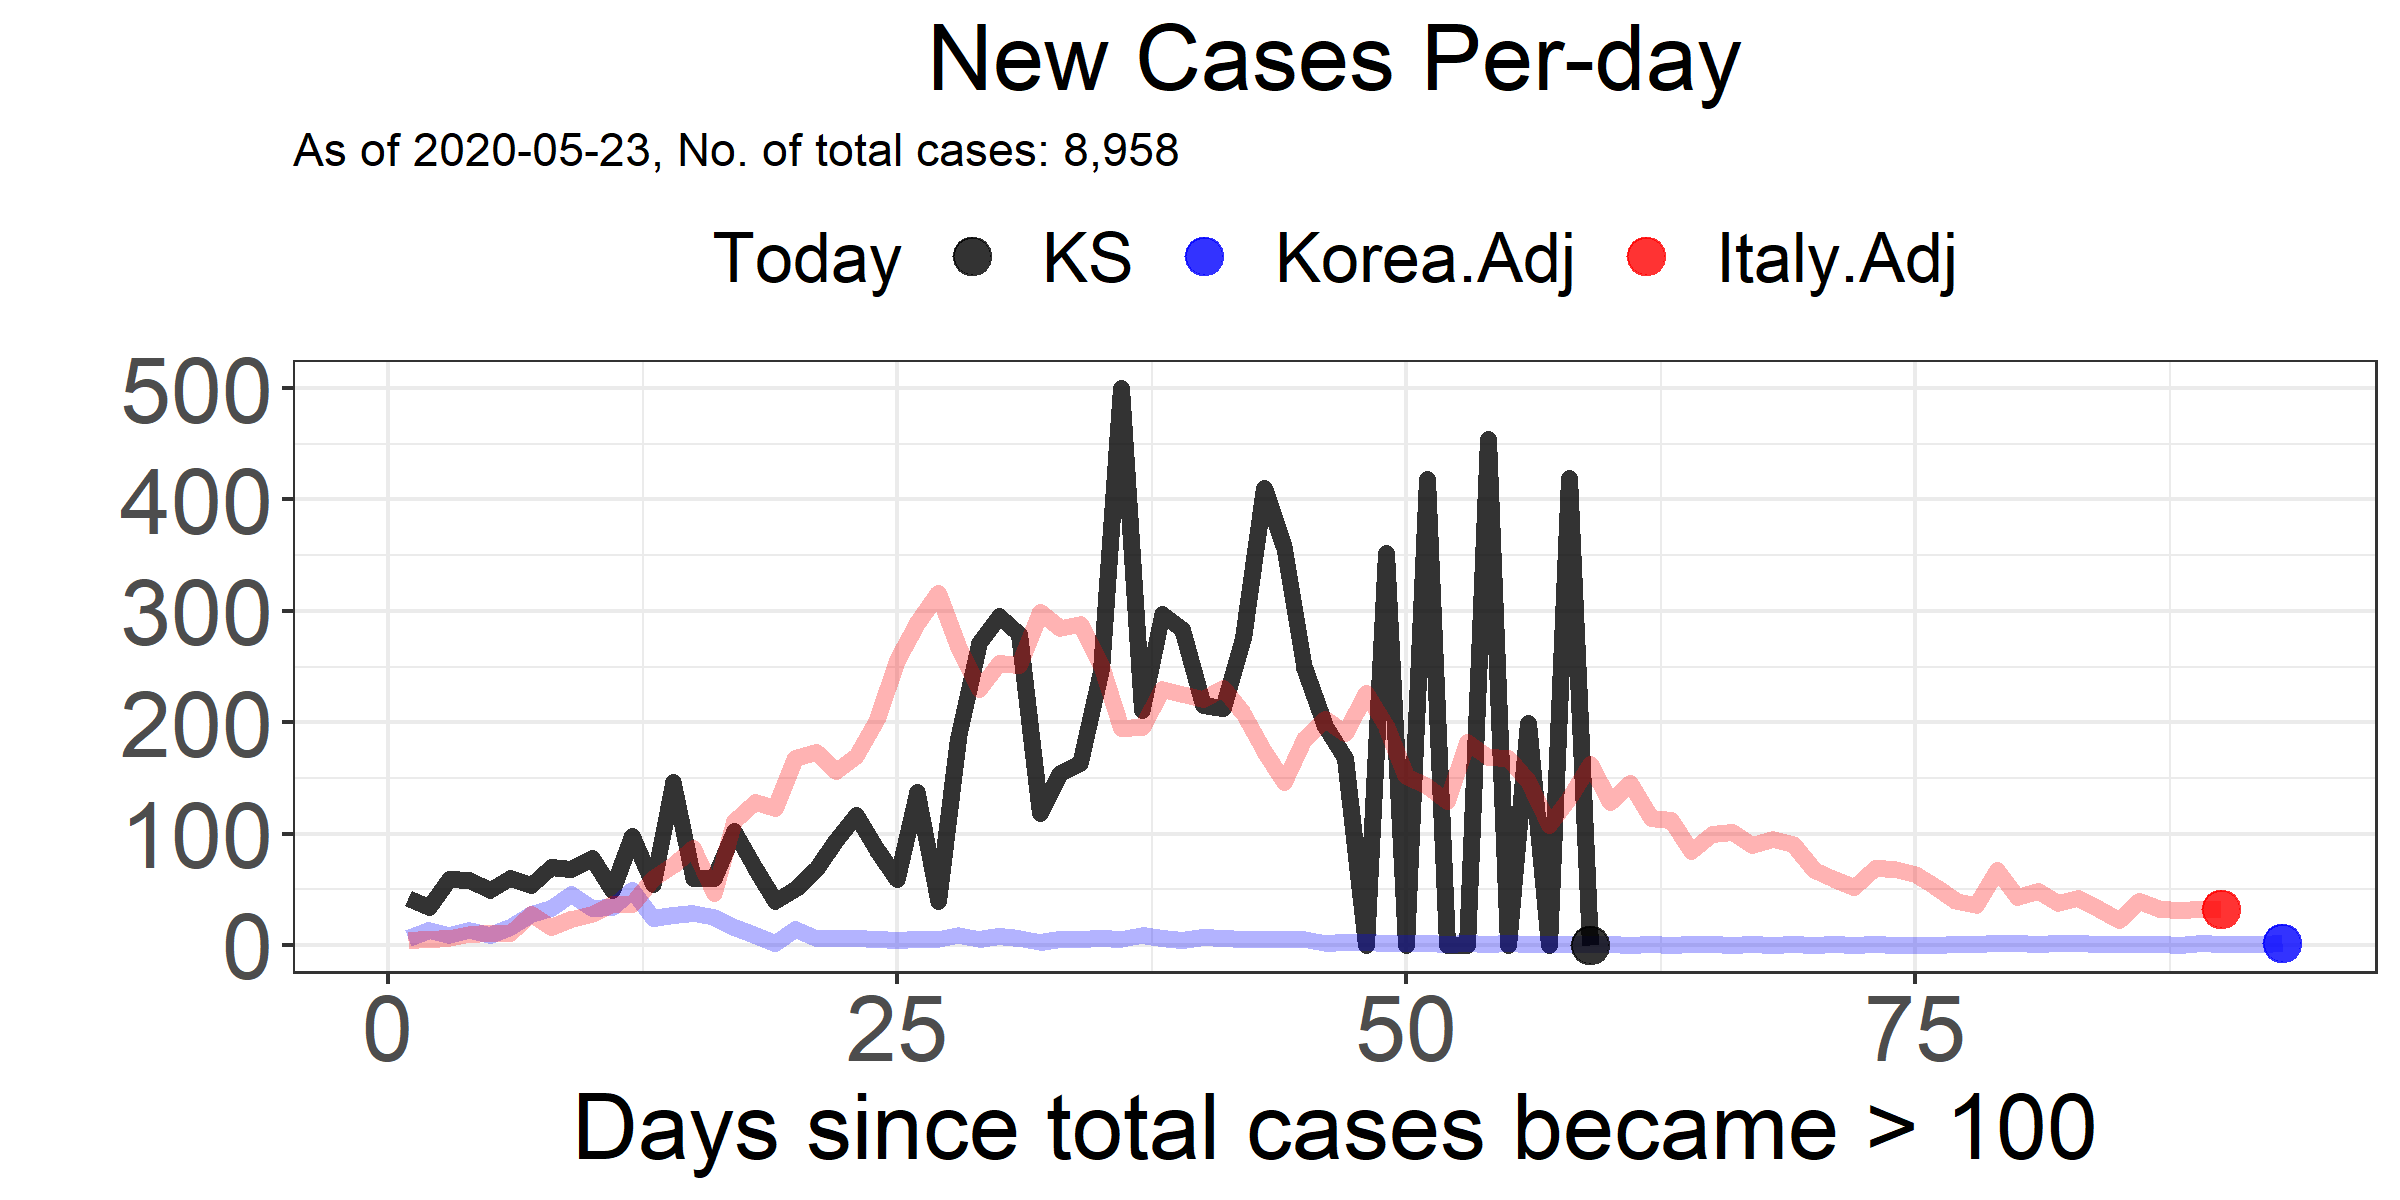 New Cases Per-day
As of 2020-05-23, No. of total cases: 8,958
Today KS Korea.Adj Italy.Adj
500
400
300
200
100
0
0 25 50 75
Days since total cases became > 100